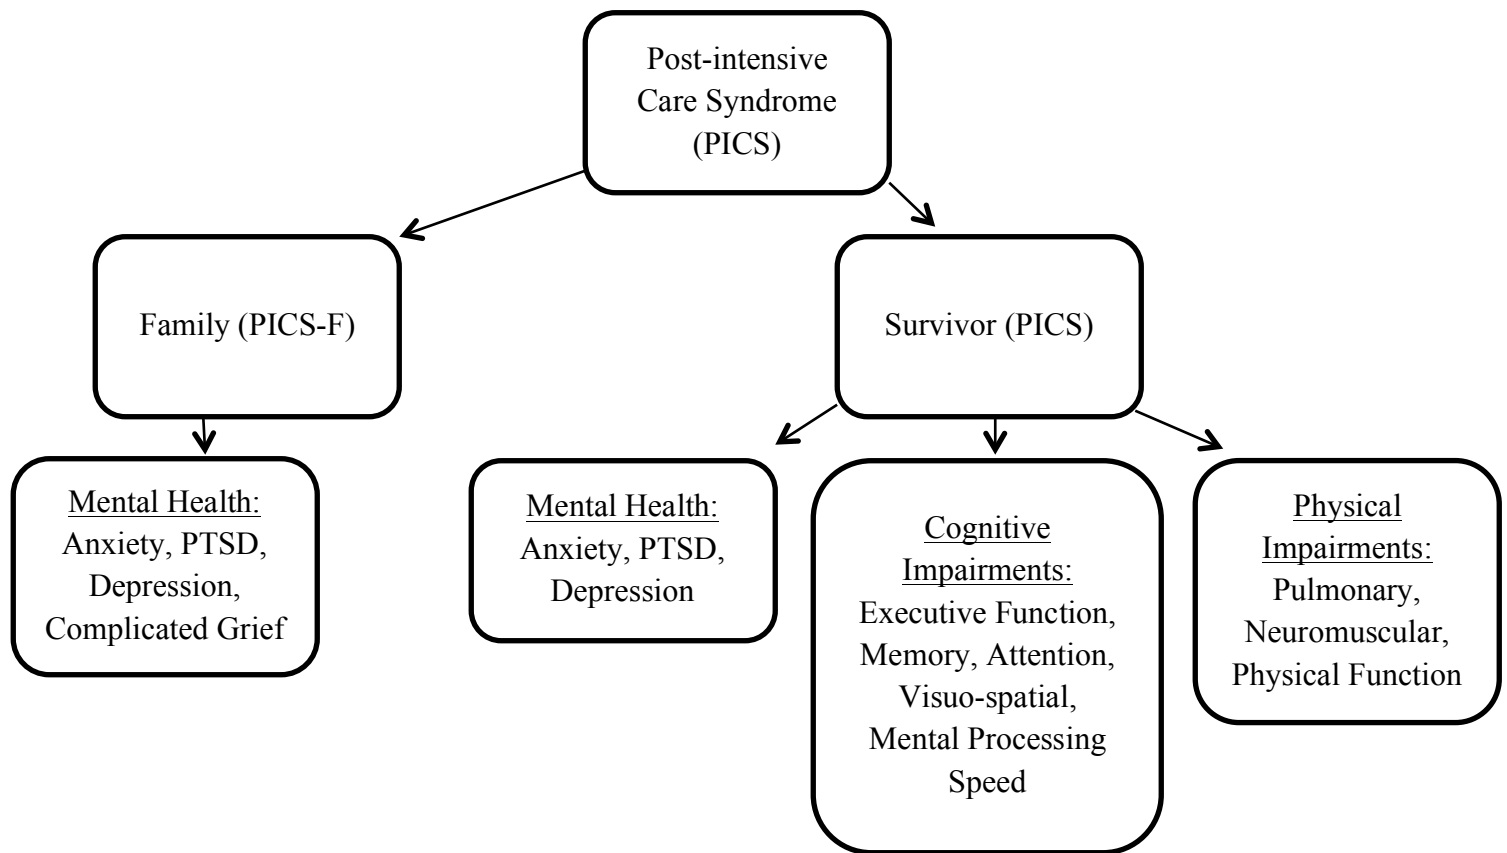 Post-intensive
Care Syndrome
(PICS)
Family (PICS-F)
Survivor (PICS)
Mental Health:
Anxiety, PTSD,
Depression,
Complicated Grief
Mental Health:
Anxiety, PTSD,
Depression
Cognitive
Impairments:
Executive Function,
Memory, Attention,
Visuo-spatial,
Mental Processing
Speed
Physical
Impairments:
Pulmonary,
Neuromuscular,
Physical Function